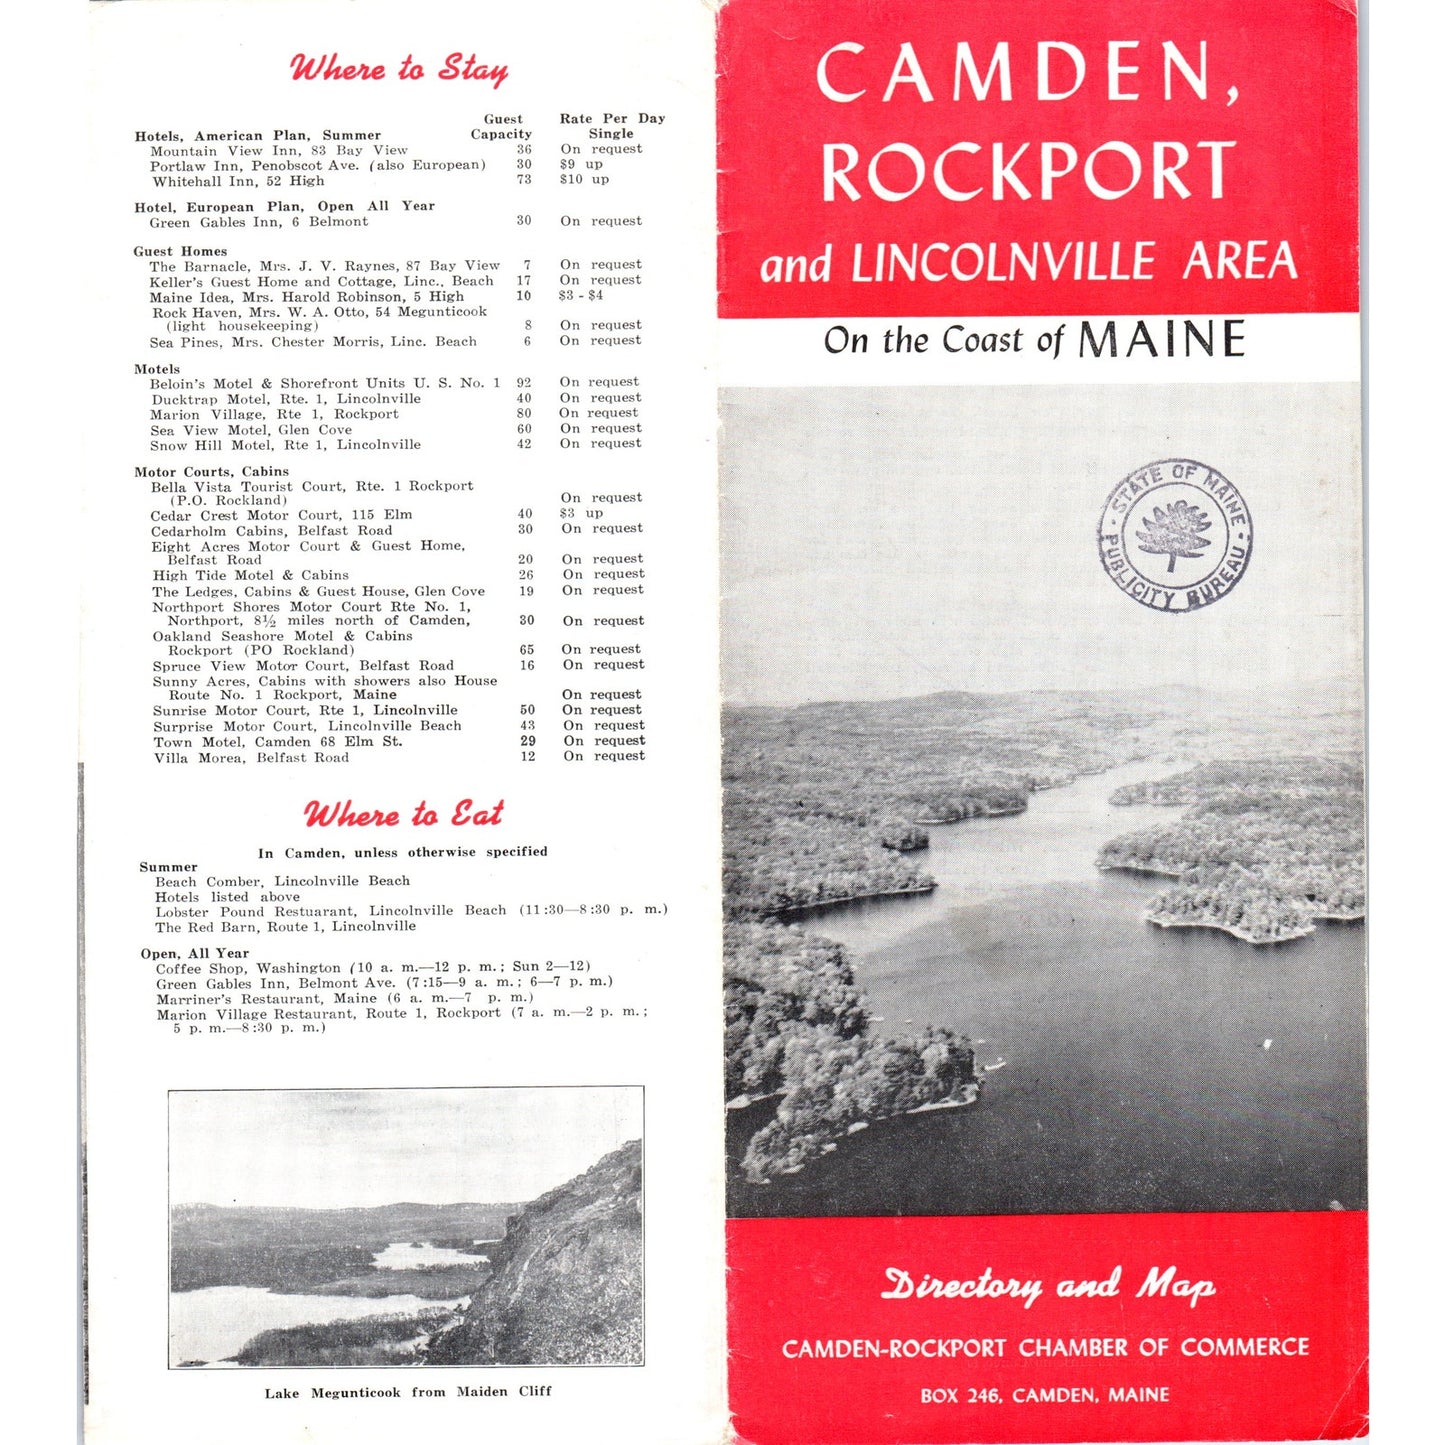 Where to Stay
Guest Rate Per Day
Hotels, American Plan, Summer Capacity Single
Mountain View Inn, 83 Bay View 36 On request
Portlaw Inn, Penobscot Ave. (also European) 30 $9 up
Whitehall Inn, 52 High 73 $10 up
Hotel, European Plan, Open All Year
Green Gables Inn, 6 Belmont 30 On request
Guest Homes
The Barnacle, Mrs. J. V. Raynes, 87 Bay View 7 On request
Keller's Guest Home and Cottage, Linc., Beach 17 On request
Maine Idea, Mrs. Harold Robinson, 5 High 10 $3 - $4
Rock Haven, Mrs. W. A. Otto, 54 Megunticook
(light housekeeping) 8 On request
Sea Pines, Mrs. Chester Morris, Linc. Beach 6 On request
Motels
Beloin's Motel & Shorefront Units U. S. No. 1 92 On request
Ducktrap Motel, Rte. 1, Lincolnville 40 On request
Marion Village, Rte 1, Rockport 80 On request
Sea View Motel, Glen Cove 60 On request
Snow Hill Motel, Rte 1, Lincolnville 42 On request
Motor Courts, Cabins
Bella Vista Tourist Court, Rte. 1 Rockport
(P.O. Rockland) On request
Cedar Crest Motor Court, 115 Elm 40 $3 up
Cedarholm Cabins, Belfast Road 30 On request
Eight Acres Motor Court & Guest Home,
Belfast Road 20 On request
High Tide Motel & Cabins 26 On request
The Ledges, Cabins & Guest House, Glen Cove 19 On request
Northport Shores Motor Court Rte No. 1,
Northport, 8½ miles north of Camden, 30 On request
Oakland Seashore Motel & Cabins
Rockport (PO Rockland) 65 On request
Spruce View Motor Court, Belfast Road 16 On request
Sunny Acres, Cabins with showers also House
Route No. 1 Rockport, Maine On request
Sunrise Motor Court, Rte 1, Lincolnville 50 On request
Surprise Motor Court, Lincolnville Beach 43 On request
Town Motel, Camden 68 Elm St. 29 On request
Villa Morea, Belfast Road 12 On request
Where to Eat
In Camden, unless otherwise specified
Summer
Beach Comber, Lincolnville Beach
Hotels listed above
Lobster Pound Restuarant, Lincolnville Beach (11:30—8:30 p. m.)
The Red Barn, Route 1, Lincolnville
Open, All Year
Coffee Shop, Washington (10 a. m.—12 p. m.; Sun 2—12)
Green Gables Inn, Belmont Ave. (7:15—9 a. m.; 6—7 p. m.)
Marriner's Restaurant, Maine (6 a. m.—7 p. m.)
Marion Village Restaurant, Route 1, Rockport (7 a. m.—2 p. m.;
5 p. m.—8:30 p. m.)
Lake Megunticook from Maiden Cliff
CAMDEN,
ROCKPORT
and LINCOLNVILLE AREA
On the Coast of MAINE
STATE OF MAINE
PUBLICITY BUREAU
Directory and Map
CAMDEN-ROCKPORT CHAMBER OF COMMERCE
BOX 246, CAMDEN, MAINE